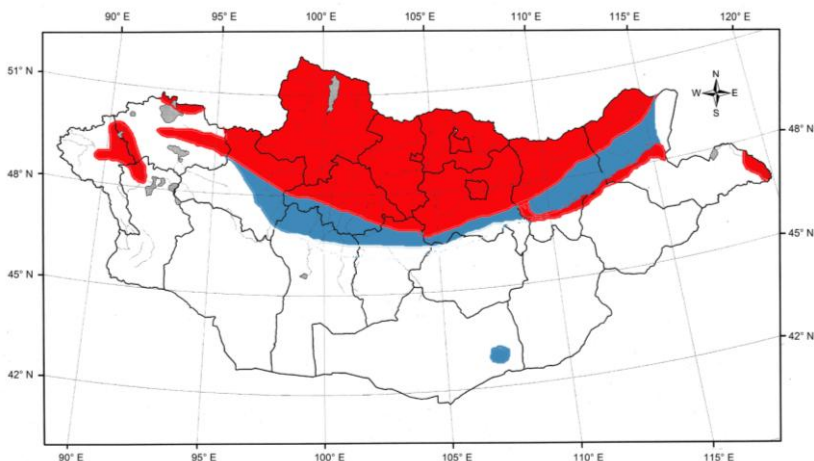 90° E 95° E 100° E 105° E 110° E 115° E 120° E
51° N
N
W E
S
48° N 48° N
45° N 45° N
42° N 42° N
90° E 95° E 100° E 105° E 110° E 115° E